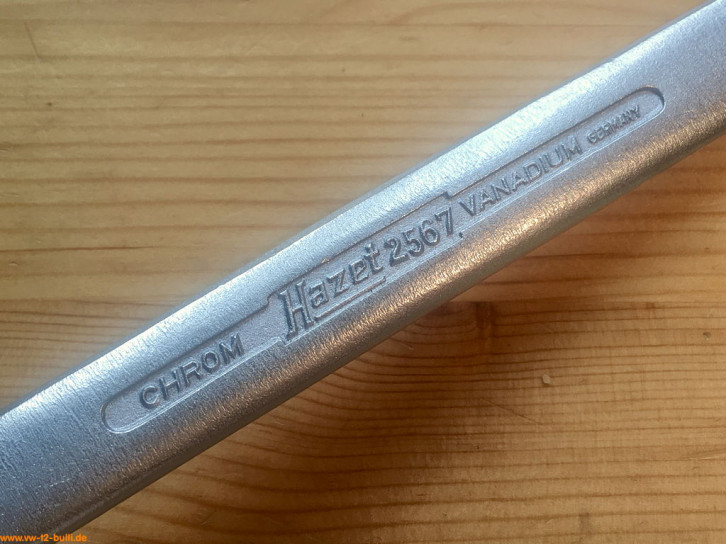 CHROM Hazet 2567 VANADIUM GERMANY
www.vw-t2-bulli.de